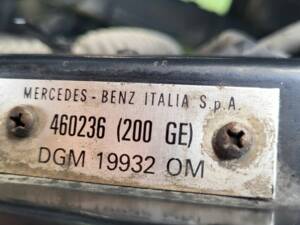 MERCEDES - BENZ ITALIA S.p.A.
460236 (200 GE)
DGM 19932 OM